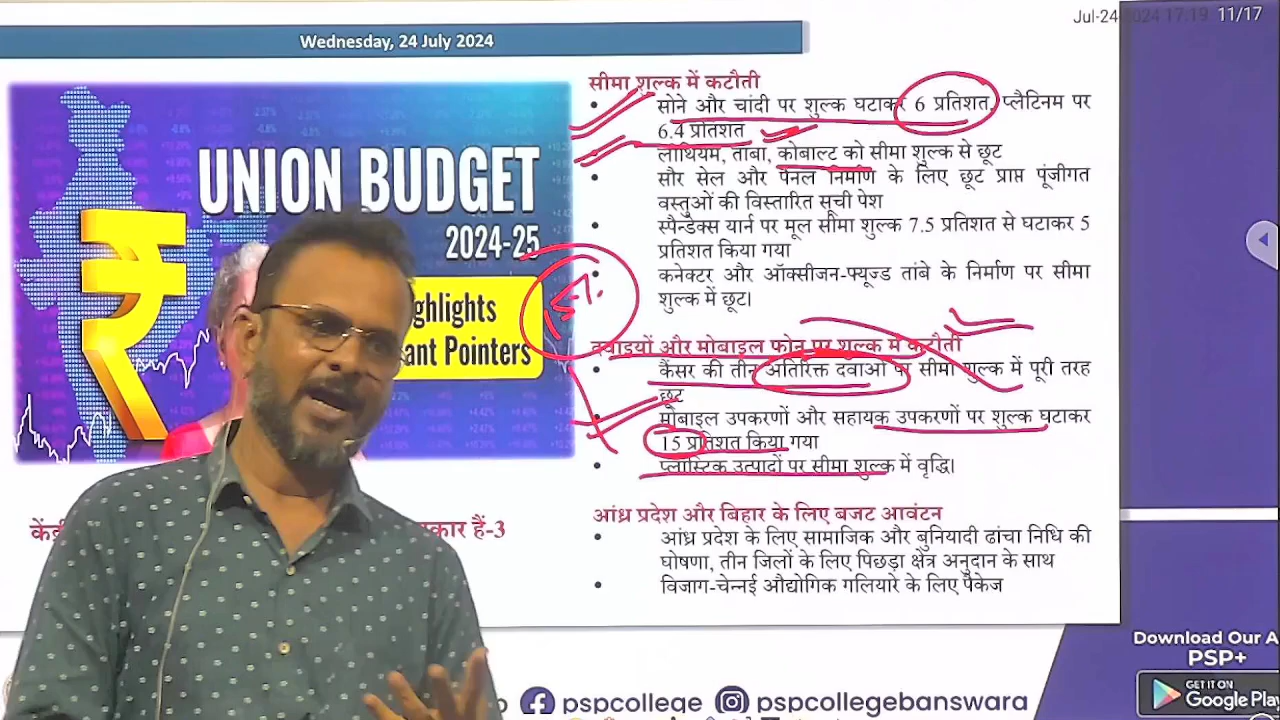 Jul-24-2024 17:19 11/17
Wednesday, 24 July 2024
UNION BUDGET
2024-25
ghlights
ant Pointers
सीमा शुल्क में कटौती
• सोने और चांदी पर शुल्क घटाकर 6 प्रतिशत, प्लैटिनम पर
6.4 प्रतिशत
लीथियम, तांबा, कोबाल्ट को सीमा शुल्क से छूट
• सौर सेल और पैनल निर्माण के लिए छूट प्राप्त पूंजीगत
वस्तुओं की विस्तारित सूची पेश
• स्पैन्डेक्स यार्न पर मूल सीमा शुल्क 7.5 प्रतिशत से घटाकर 5
प्रतिशत किया गया
• कनेक्टर और ऑक्सीजन-फ्यूज्ड तांबे के निर्माण पर सीमा
शुल्क में छूट।
दवाइयों और मोबाइल फोन पर शुल्क में कटौती
• कैंसर की तीन अतिरिक्त दवाओं पर सीमा शुल्क में पूरी तरह
छूट
• मोबाइल उपकरणों और सहायक उपकरणों पर शुल्क घटाकर
15 प्रतिशत किया गया
• प्लास्टिक उत्पादों पर सीमा शुल्क में वृद्धि।
आंध्र प्रदेश और बिहार के लिए बजट आवंटन
• आंध्र प्रदेश के लिए सामाजिक और बुनियादी ढांचा निधि की
घोषणा, तीन जिलों के लिए पिछड़ा क्षेत्र अनुदान के साथ
• विजाग-चेन्नई औद्योगिक गलियारे के लिए पैकेज
कार हैं-3
Download Our A
PSP+
GET IT ON
Google Play
pspcollege pspcollegebanswara